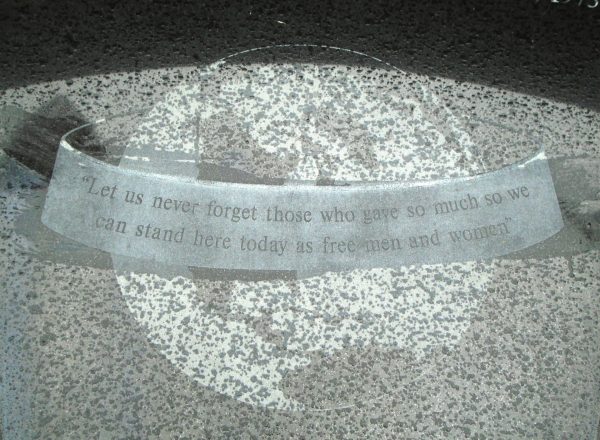 “Let us never forget those who gave so much so we
can stand here today as free men and women”